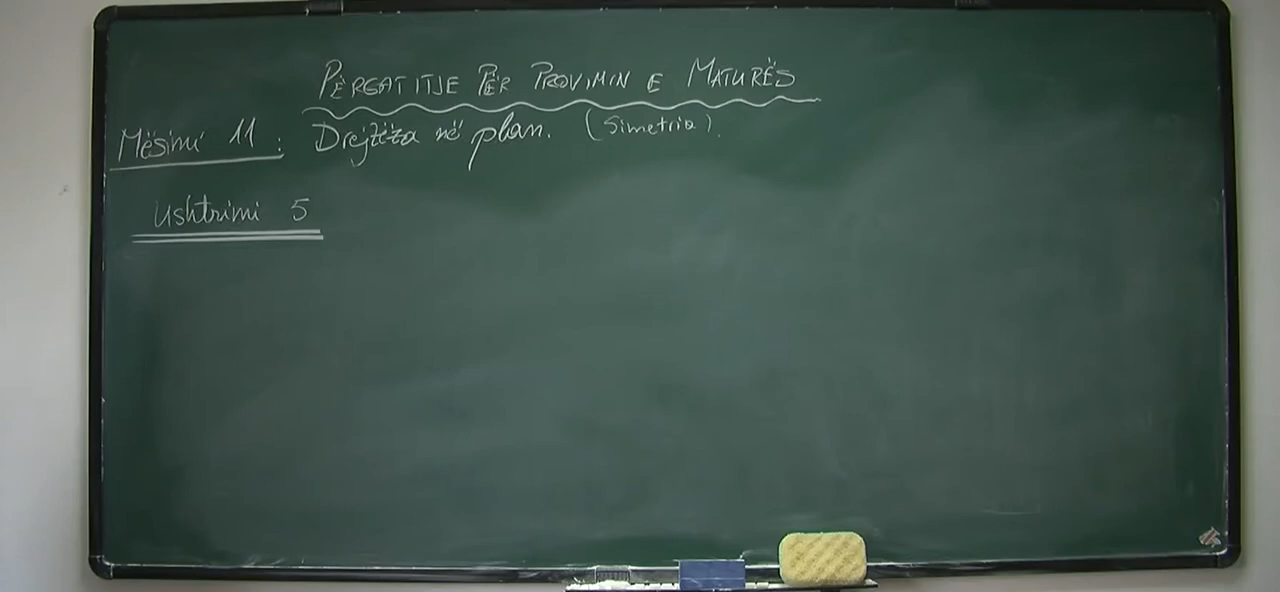 PËRGATITJE PËR PROVIMIN E MATURËS
Mësimi 11 : Drejtëza në plan. (Simetria).
Ushtrimi 5